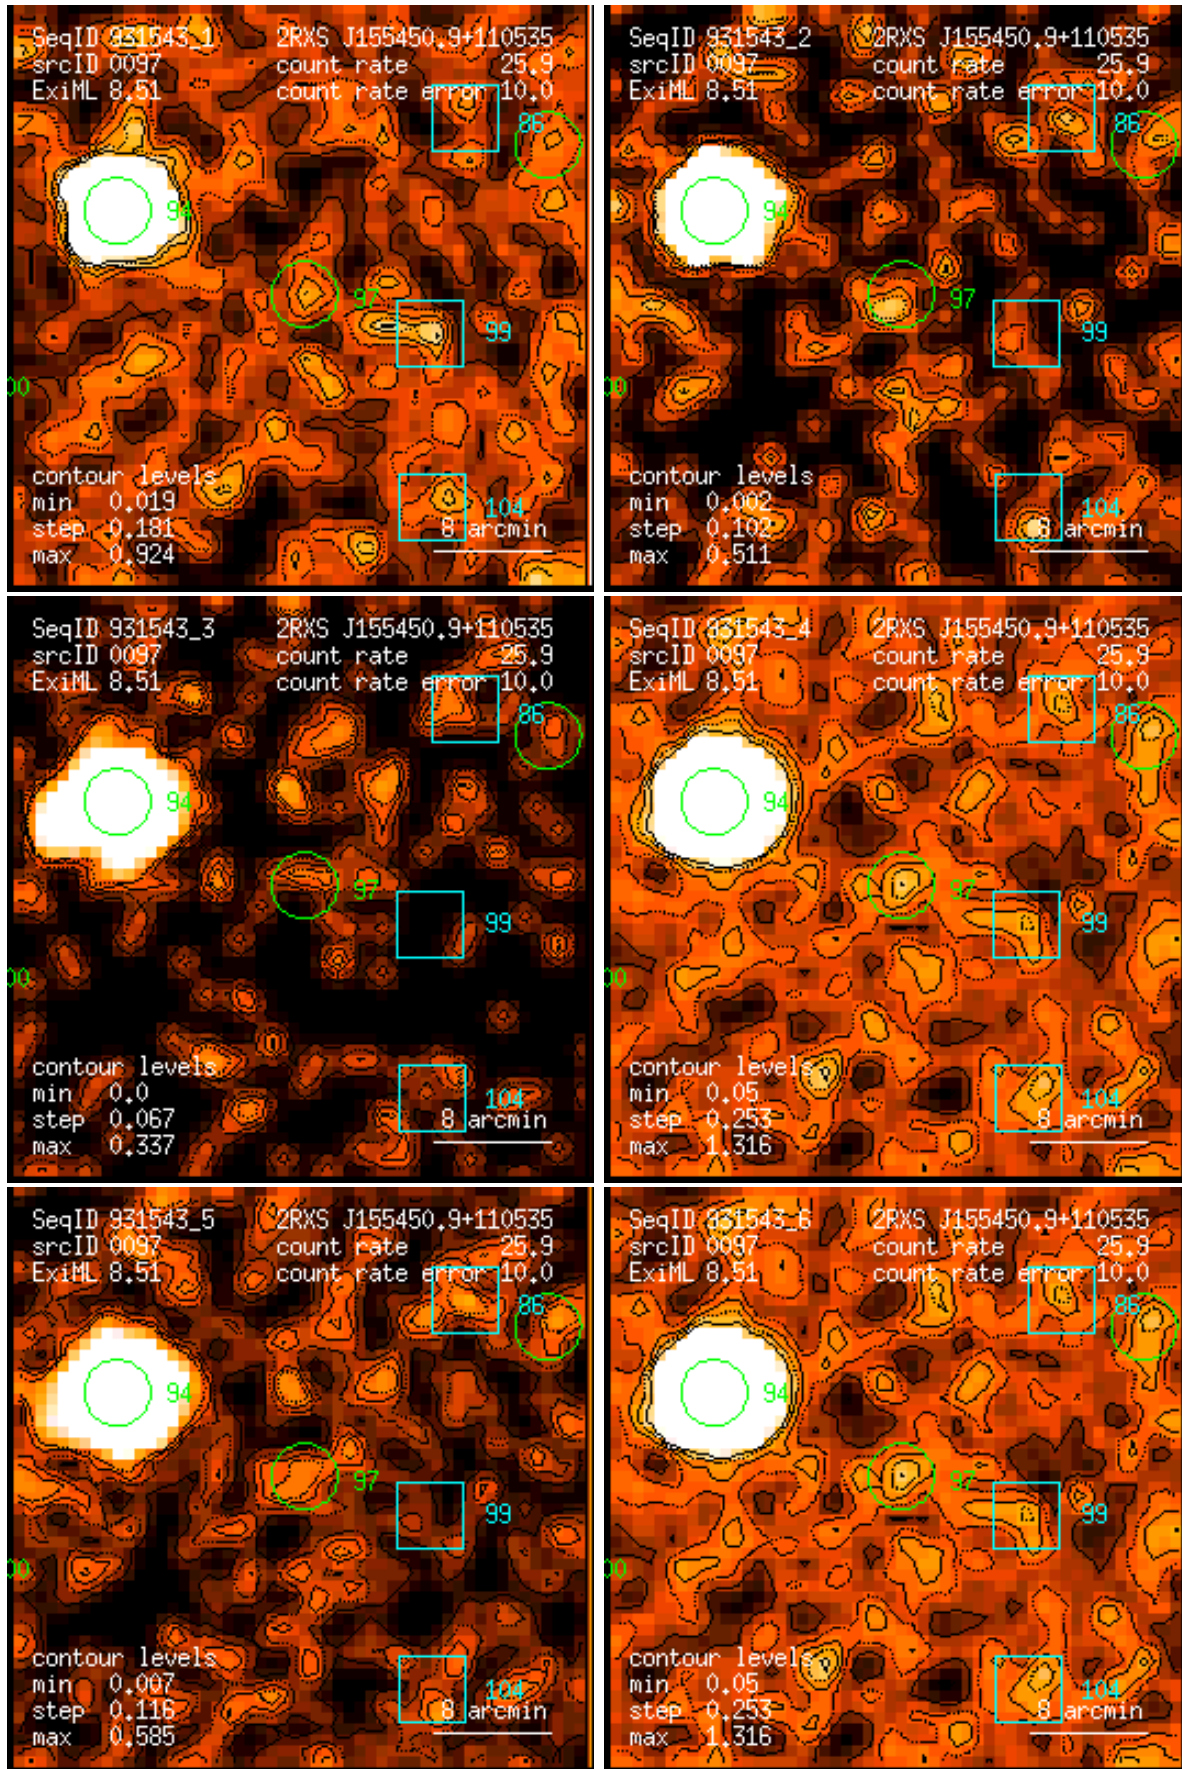 SeqID 931543_1 2RXS J155450.9+110535
srcID 0097 count rate 25.9
ExiML 8.51 count rate error 10.0
86
94
97
99
00
contour levels
min 0.019
104
step 0.181 8 arcmin
max 0.924
SeqID 931543_2 2RXS J155450.9+110535
srcID 0097 count rate 25.9
ExiML 8.51 count rate error 10.0
86
94
97
99
00
contour levels
min 0.002
104
step 0.102 8 arcmin
max 0.511
SeqID 931543_3 2RXS J155450.9+110535
srcID 0097 count rate 25.9
ExiML 8.51 count rate error 10.0
86
94
97
99
00
contour levels
min 0.0
104
step 0.067 8 arcmin
max 0.337
SeqID 931543_4 2RXS J155450.9+110535
srcID 0097 count rate 25.9
ExiML 8.51 count rate error 10.0
86
94
97
99
00
contour levels
min 0.05
104
step 0.253 8 arcmin
max 1.316
SeqID 931543_5 2RXS J155450.9+110535
srcID 0097 count rate 25.9
ExiML 8.51 count rate error 10.0
86
94
97
99
00
contour levels
min 0.007
104
step 0.116 8 arcmin
max 0.585
SeqID 931543_6 2RXS J155450.9+110535
srcID 0097 count rate 25.9
ExiML 8.51 count rate error 10.0
86
94
97
99
00
contour levels
min 0.05
104
step 0.253 8 arcmin
max 1.316